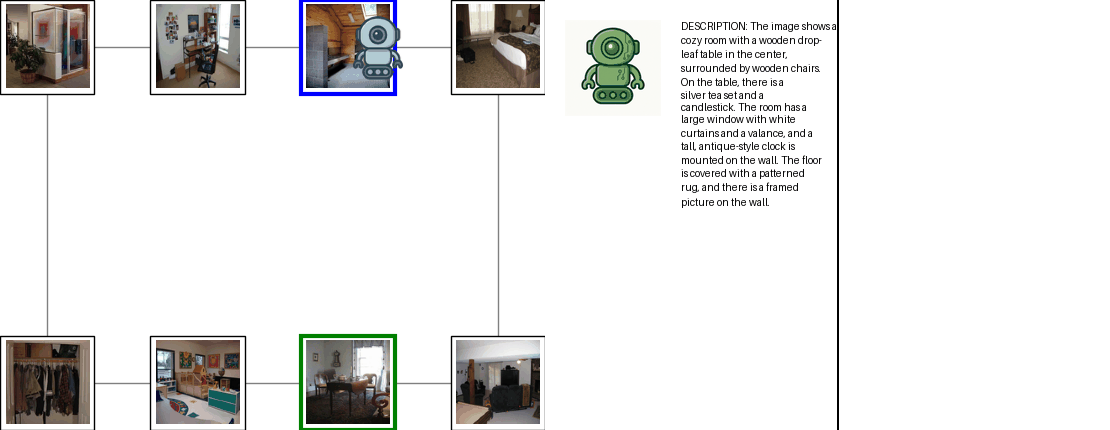 DESCRIPTION: The image shows a
cozy room with a wooden drop-
leaf table in the center,
surrounded by wooden chairs.
On the table, there is a
silver tea set and a
candlestick. The room has a
large window with white
curtains and a valance, and a
tall, antique-style clock is
mounted on the wall. The floor
is covered with a patterned
rug, and there is a framed
picture on the wall.